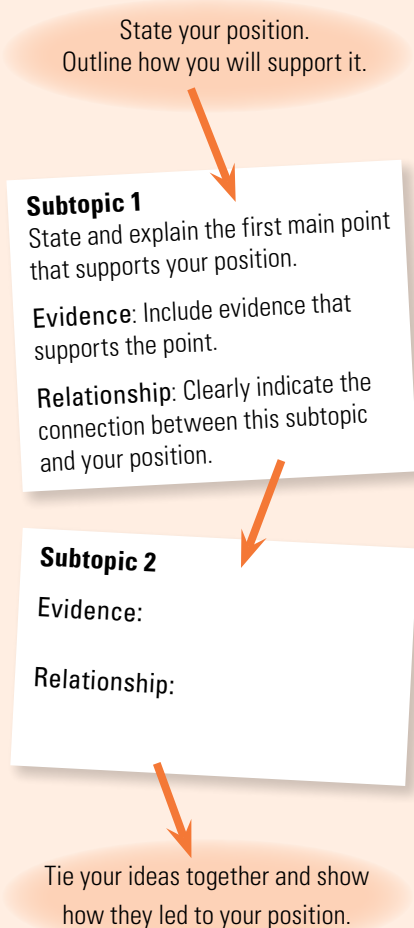 State your position.
Outline how you will support it.
Subtopic 1
State and explain the first main point
that supports your position.
Evidence: Include evidence that
supports the point.
Relationship: Clearly indicate the
connection between this subtopic
and your position.
Subtopic 2
Evidence:
Relationship:
Tie your ideas together and show
how they led to your position.